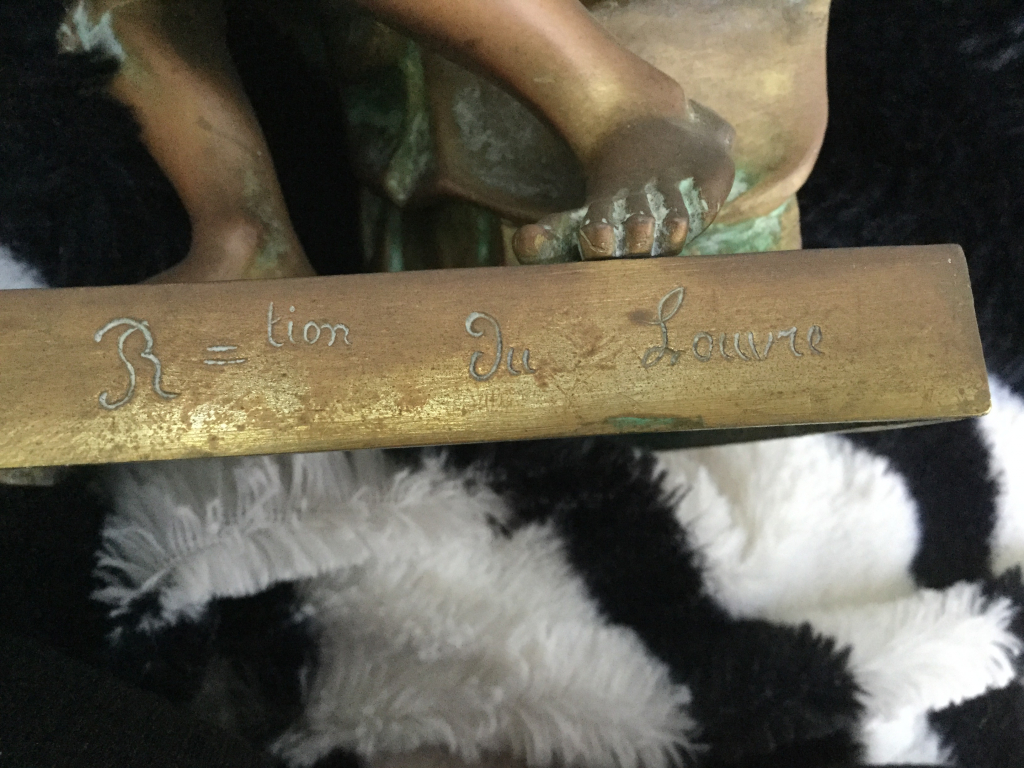 R = tion Du Louvre